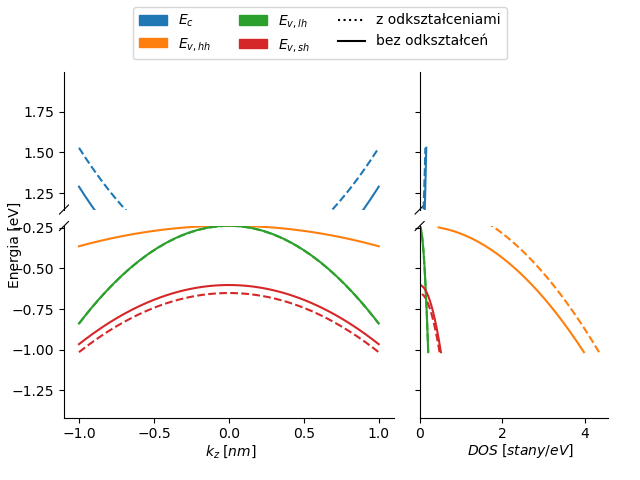 E_c
E_{v,hh}
E_{v,lh}
E_{v,sh}
z odkształceniami
bez odkształceń
Energia [eV]
1.75
1.50
1.25
−0.25
−0.50
−0.75
−1.00
−1.25
−1.0 −0.5 0.0 0.5 1.0
k_z [nm]
0 2 4
DOS [stany/eV]